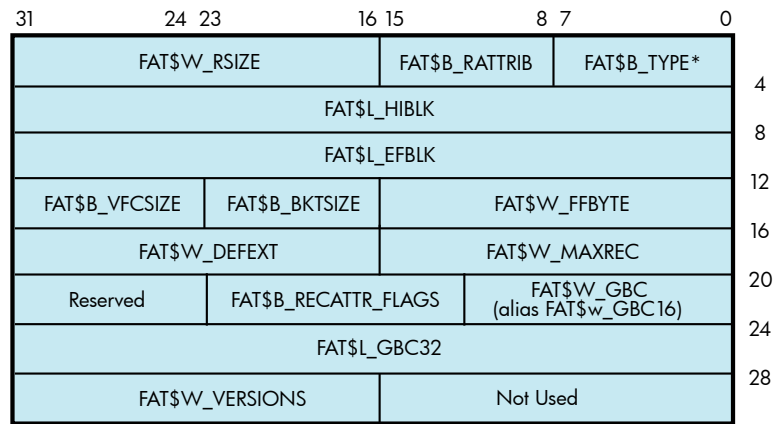 31 24 23 16 15 8 7 0
FAT$W_RSIZE FAT$B_RATTRIB FAT$B_TYPE*
4
FAT$L_HIBLK
8
FAT$L_EFBLK
12
FAT$B_VFCSIZE FAT$B_BKTSIZE FAT$W_FFBYTE
16
FAT$W_DEFEXT FAT$W_MAXREC
20
Reserved FAT$B_RECATTR_FLAGS FAT$W_GBC
(alias FAT$w_GBC16)
24
FAT$L_GBC32
28
FAT$W_VERSIONS Not Used